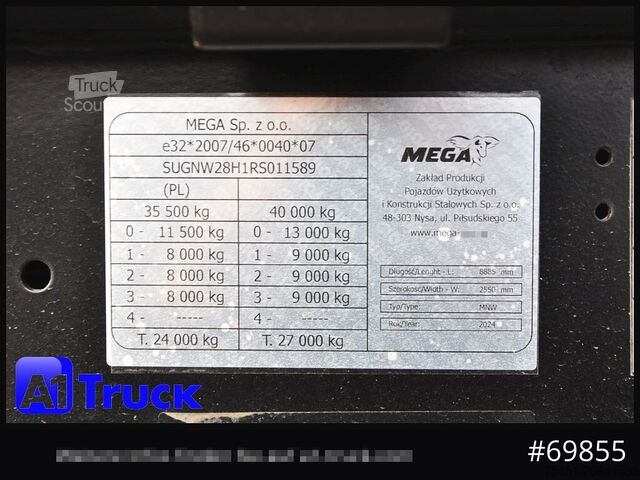 Truck
Scou
MEGA Sp. z o.o.
e32*2007/46*0040*07
SUGNW28H1RS011589
(PL)
35 500 kg 40 000 kg
0- 11 500 kg 0- 13 000 kg
1- 8 000 kg 1- 9 000 kg
2- 8 000 kg 2- 9 000 kg
3- 8 000 kg 3- 9 000 kg
4- ----- 4- -----
T. 24 000 kg T. 27 000 kg
MEGA
Zakład Produkcji
Pojazdów Użytkowych
i Konstrukcji Stalowych Sp. z o.o.
48-303 Nysa, ul. Piłsudskiego 55
www.mega-
Długość/Lenght - L: 8885 mm
Szerokość/Width - W: 2550 mm
Typ/Type: MNW
Rok/Year: 2024
A1 Truck
#69855